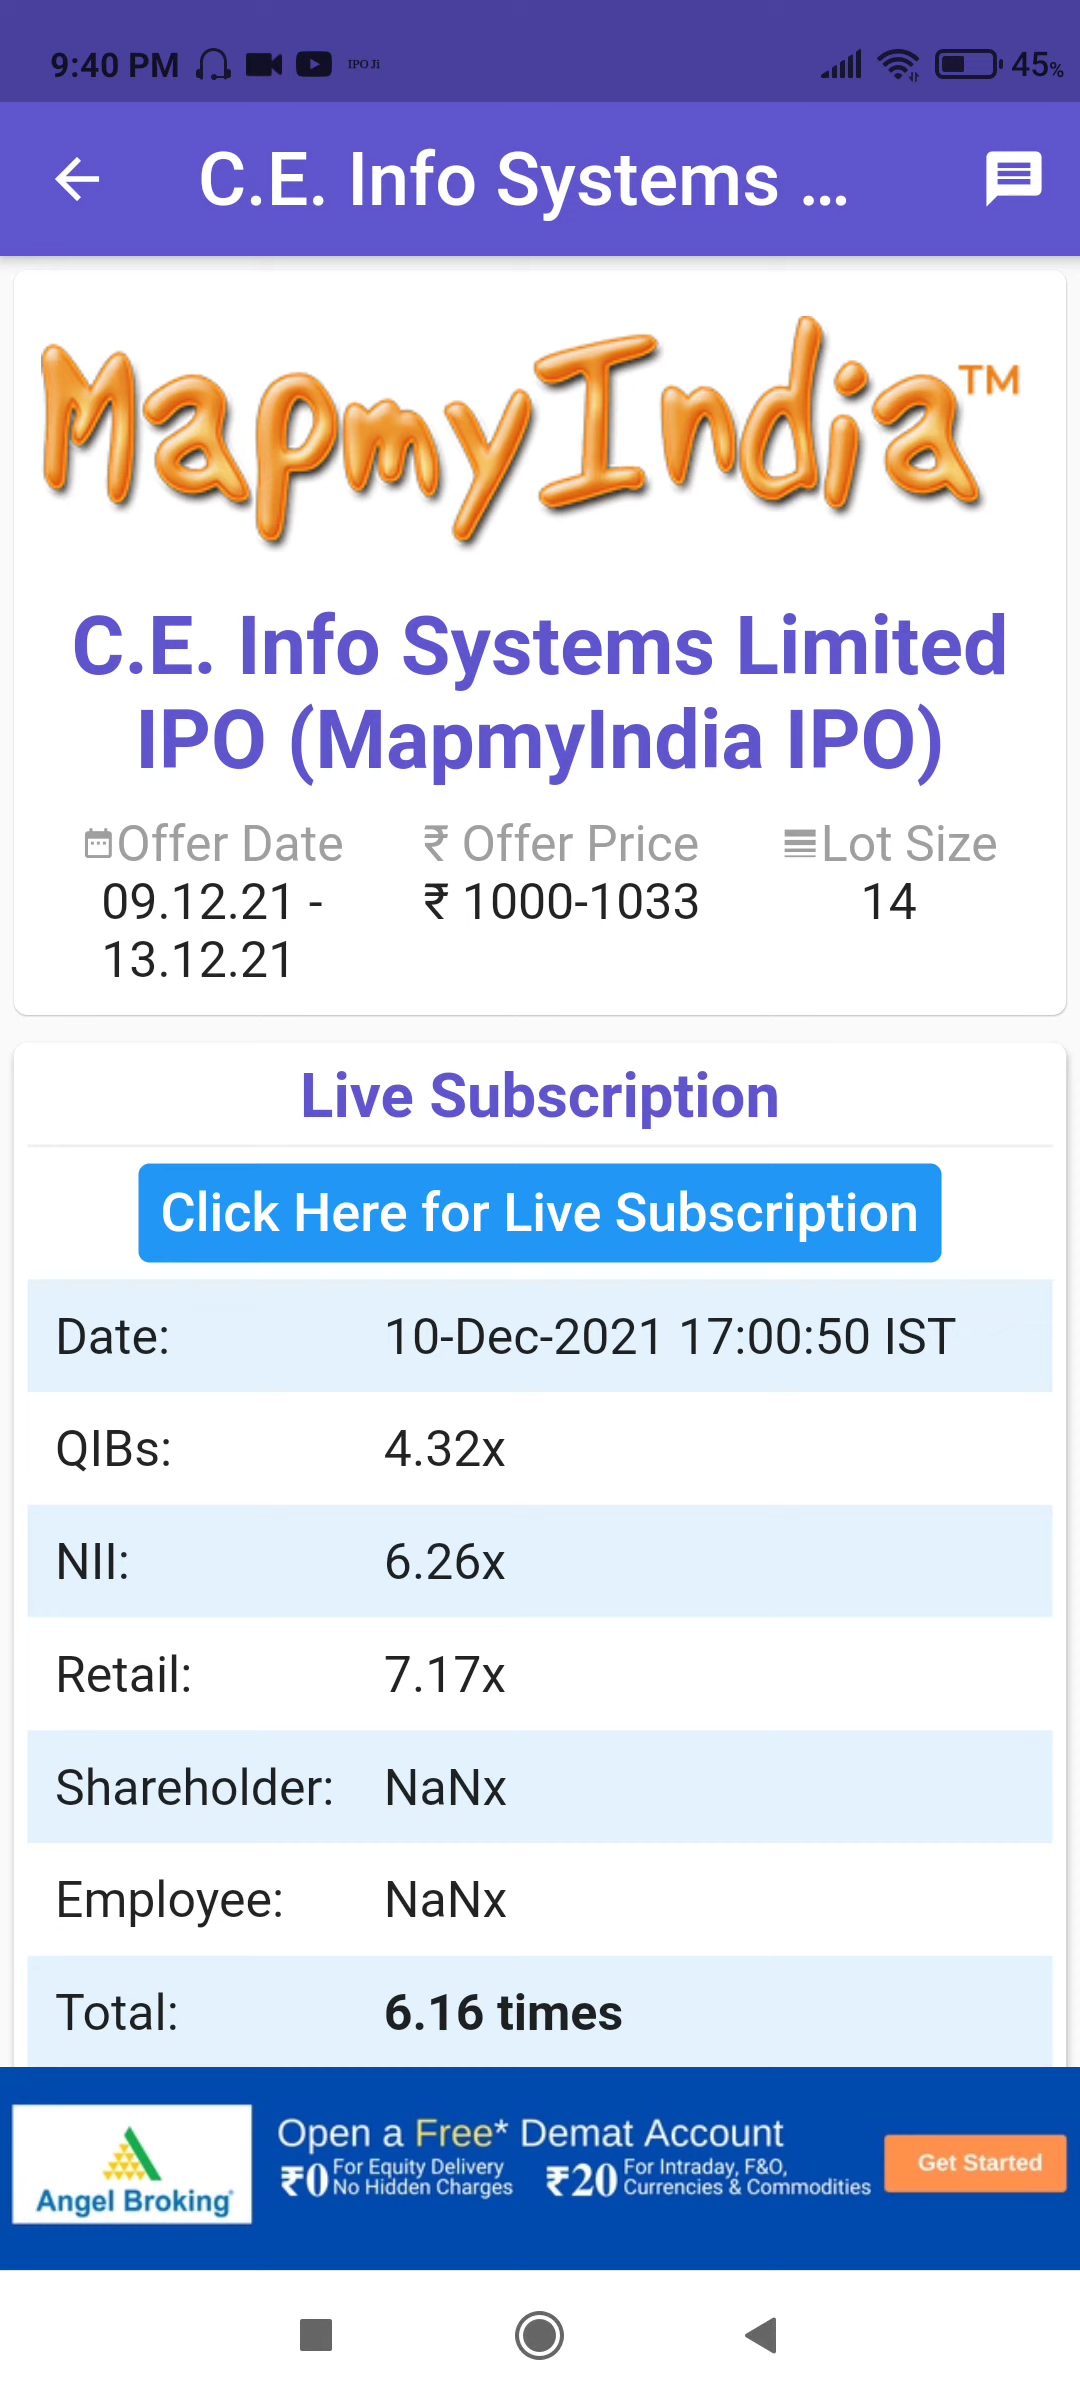 9:40 PM IPO Ji 45%
C.E. Info Systems ...
MapmyIndia™
C.E. Info Systems Limited
IPO (MapmyIndia IPO)
Offer Date ₹ Offer Price Lot Size
09.12.21 - ₹ 1000-1033 14
13.12.21
Live Subscription
Click Here for Live Subscription
Date: 10-Dec-2021 17:00:50 IST
QIBs: 4.32x
NII: 6.26x
Retail: 7.17x
Shareholder: NaNx
Employee: NaNx
Total: 6.16 times
Open a Free* Demat Account
₹0 For Equity Delivery ₹20 For Intraday, F&O,
No Hidden Charges Currencies & Commodities
Get Started
Angel Broking